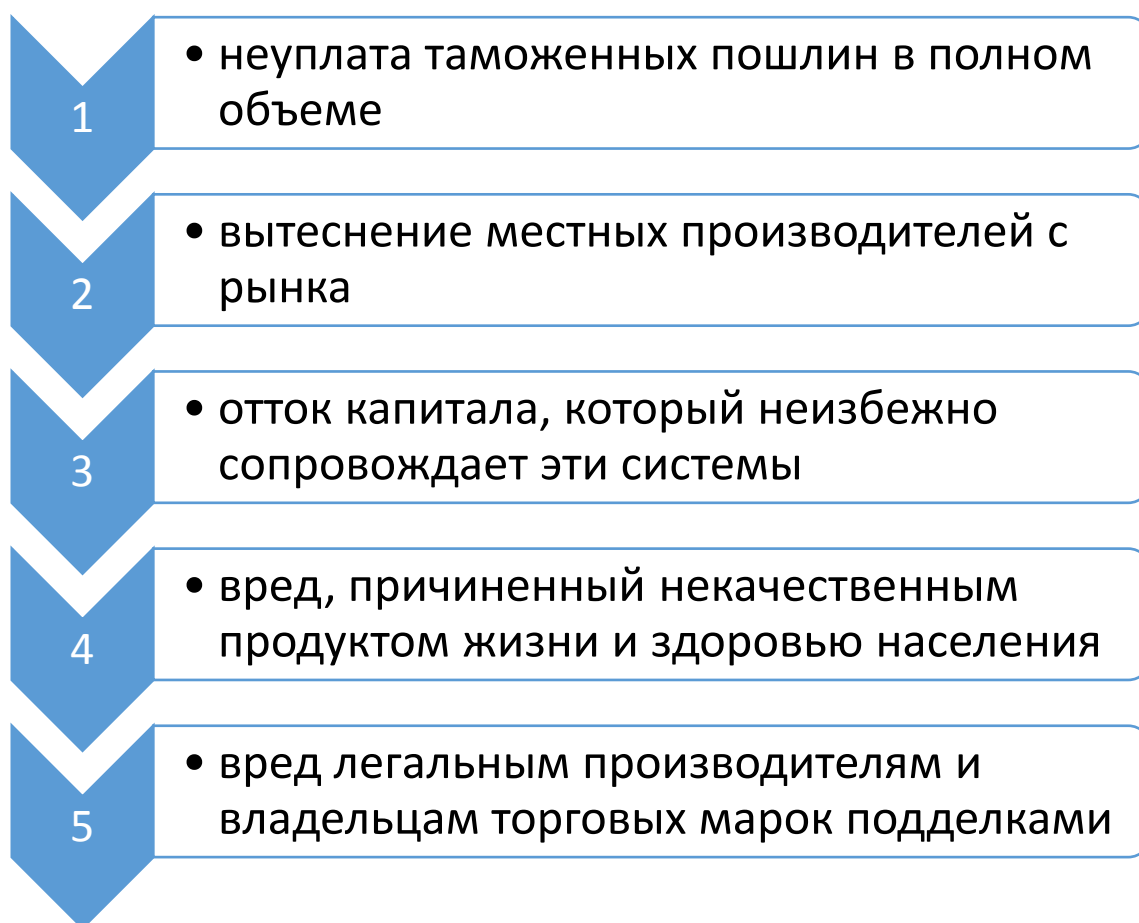 1
• неуплата таможенных пошлин в полном
объеме
2
• вытеснение местных производителей с
рынка
3
• отток капитала, который неизбежно
сопровождает эти системы
4
• вред, причиненный некачественным
продуктом жизни и здоровью населения
5
• вред легальным производителям и
владельцам торговых марок подделками